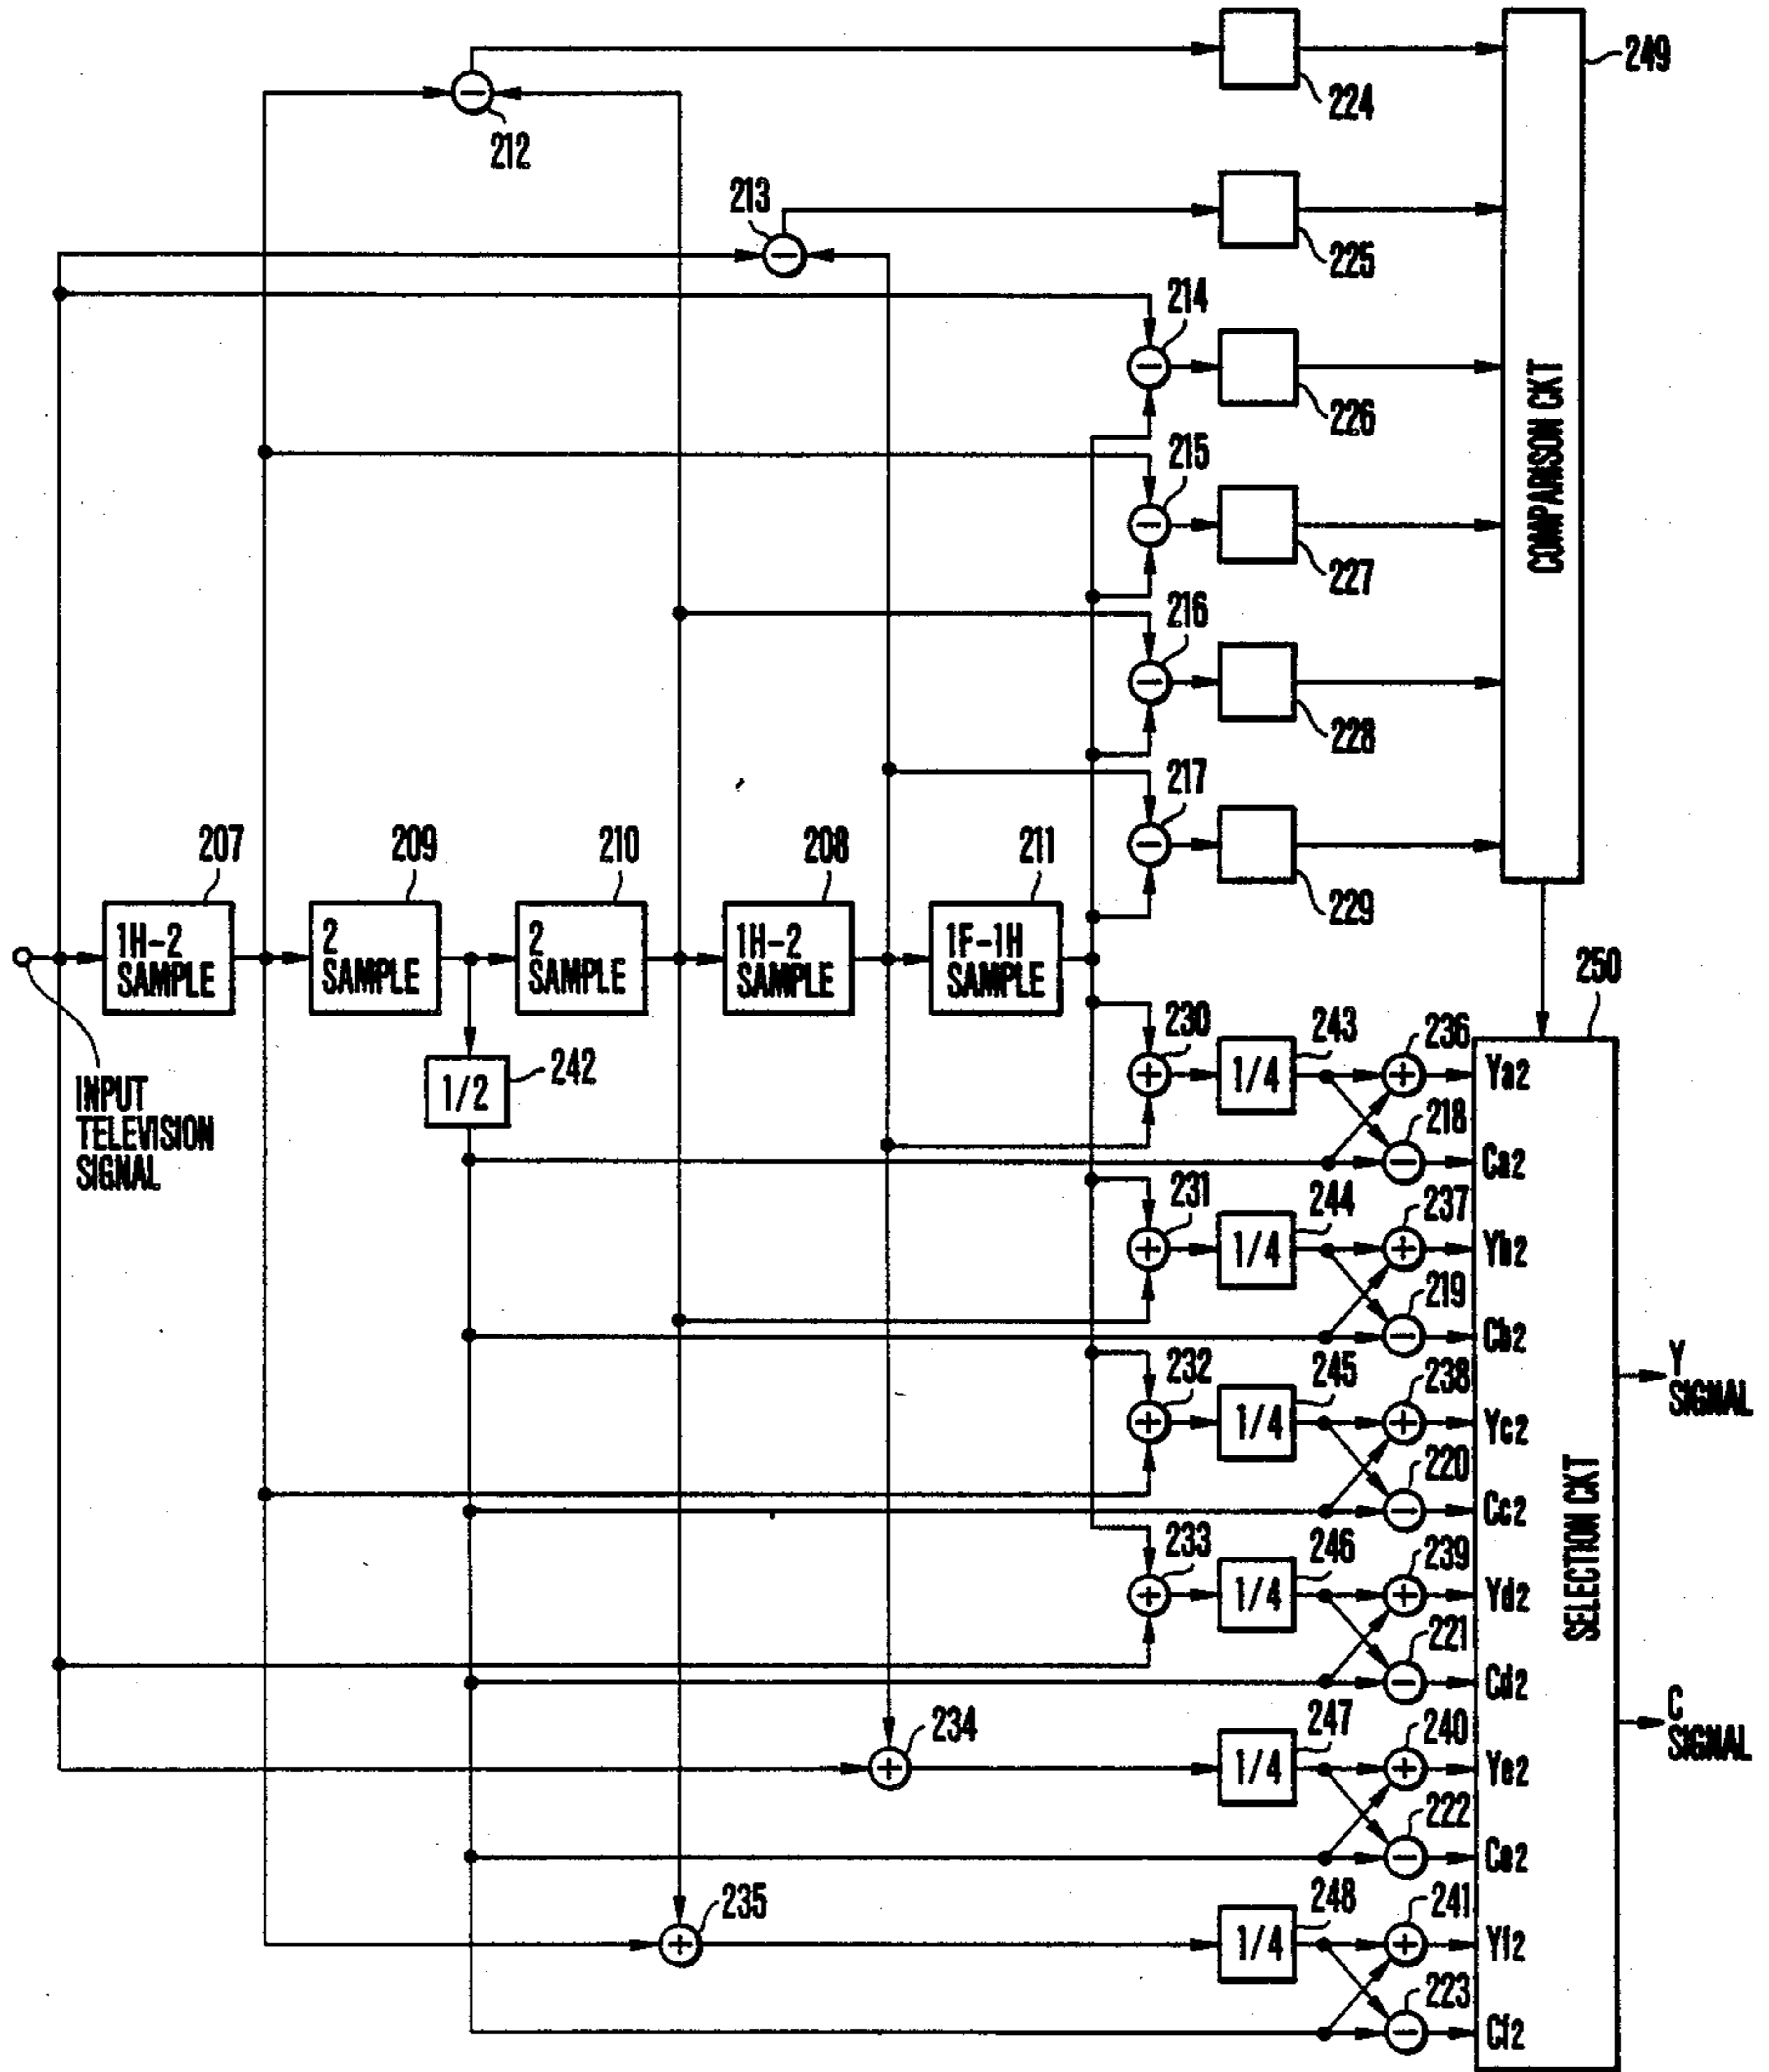 249
224
212
213
225
214
226
COMPARISON CKT
215
227
216
228
217
207
209
210
208
211
229
1H-2
SAMPLE
2
SAMPLE
2
SAMPLE
1H-2
SAMPLE
1F-1H
SAMPLE
250
INPUT
TELEVISION
SIGNAL
1/2
242
230
243
236
1/4
Ya2
218
Ca2
231
244
237
1/4
Yb2
219
Cb2
232
245
238
1/4
Yc2
220
Cc2
Y
SIGNAL
SELECTION CKT
233
246
239
1/4
Yd2
221
Cd2
C
SIGNAL
234
247
240
1/4
Ye2
222
Ce2
235
248
241
1/4
Yf2
223
Cf2